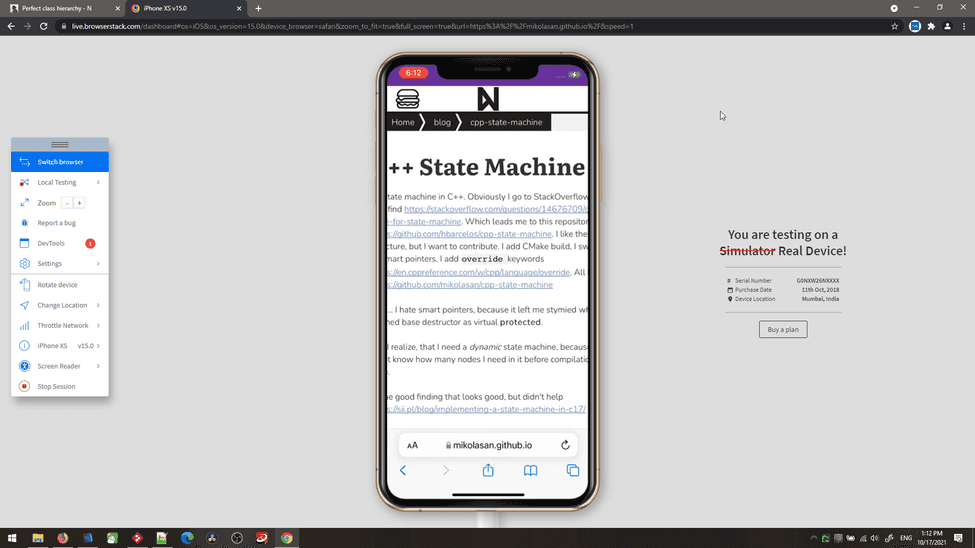 Perfect class hierarchy - N
iPhone XS v15.0
live.browserstack.com/dashboard#os=iOS&os_version=15.0&device_browser=safari&zoom_to_fit=true&full_screen=true&url=https%3A%2F%2Fmikolasan.github.io%2F&speed=1
Switch browser
Local Testing
Zoom - +
Report a bug
DevTools 1
Settings
Rotate device
Change Location
Throttle Network
iPhone XS v15.0
Screen Reader
Stop Session
6:12
Home blog cpp-state-machine
++ State Machine
tate machine in C++. Obviously I go to StackOverflow
find https://stackoverflow.com/questions/14676709/
e-for-state-machine. Which leads me to this repositor
s://github.com/hbarcelos/cpp-state-machine. I like the
cture, but I want to contribute. I add CMake build, I sw
mart pointers, I add override keywords
s://en.cppreference.com/w/cpp/language/override. All
s://github.com/mikolasan/cpp-state-machine
... I hate smart pointers, because it left me stymied wh
ned base destructor as virtual protected.
I realize, that I need a dynamic state machine, becaus
t know how many nodes I need in it before compilatio
e good finding that looks good, but didn't help
s://sii.pl/blog/implementing-a-state-machine-in-c17/
AA mikolasan.github.io
You are testing on a
Simulator Real Device!
# Serial Number G0NXW26NXXXX
Purchase Date 11th Oct, 2018
Device Location Mumbai, India
Buy a plan
ENG
1:12 PM
10/17/2021